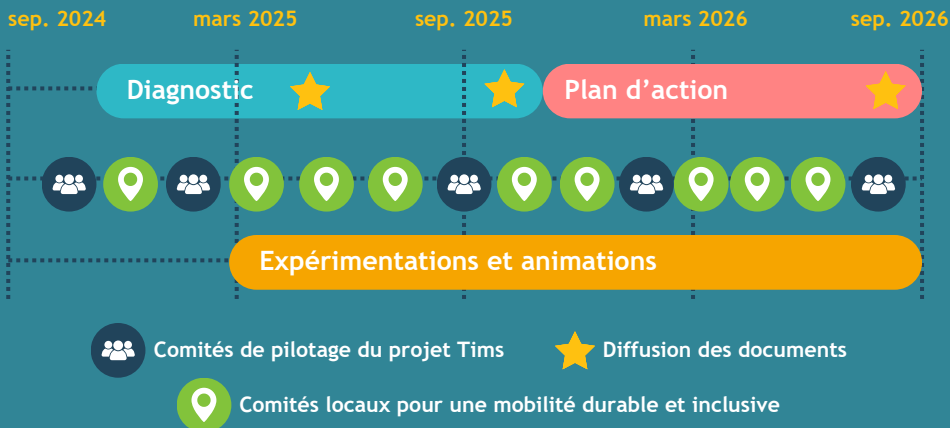 sep. 2024 mars 2025 sep. 2025 mars 2026 sep. 2026
Diagnostic Plan d’action
Expérimentations et animations
Comités de pilotage du projet Tims Diffusion des documents
Comités locaux pour une mobilité durable et inclusive